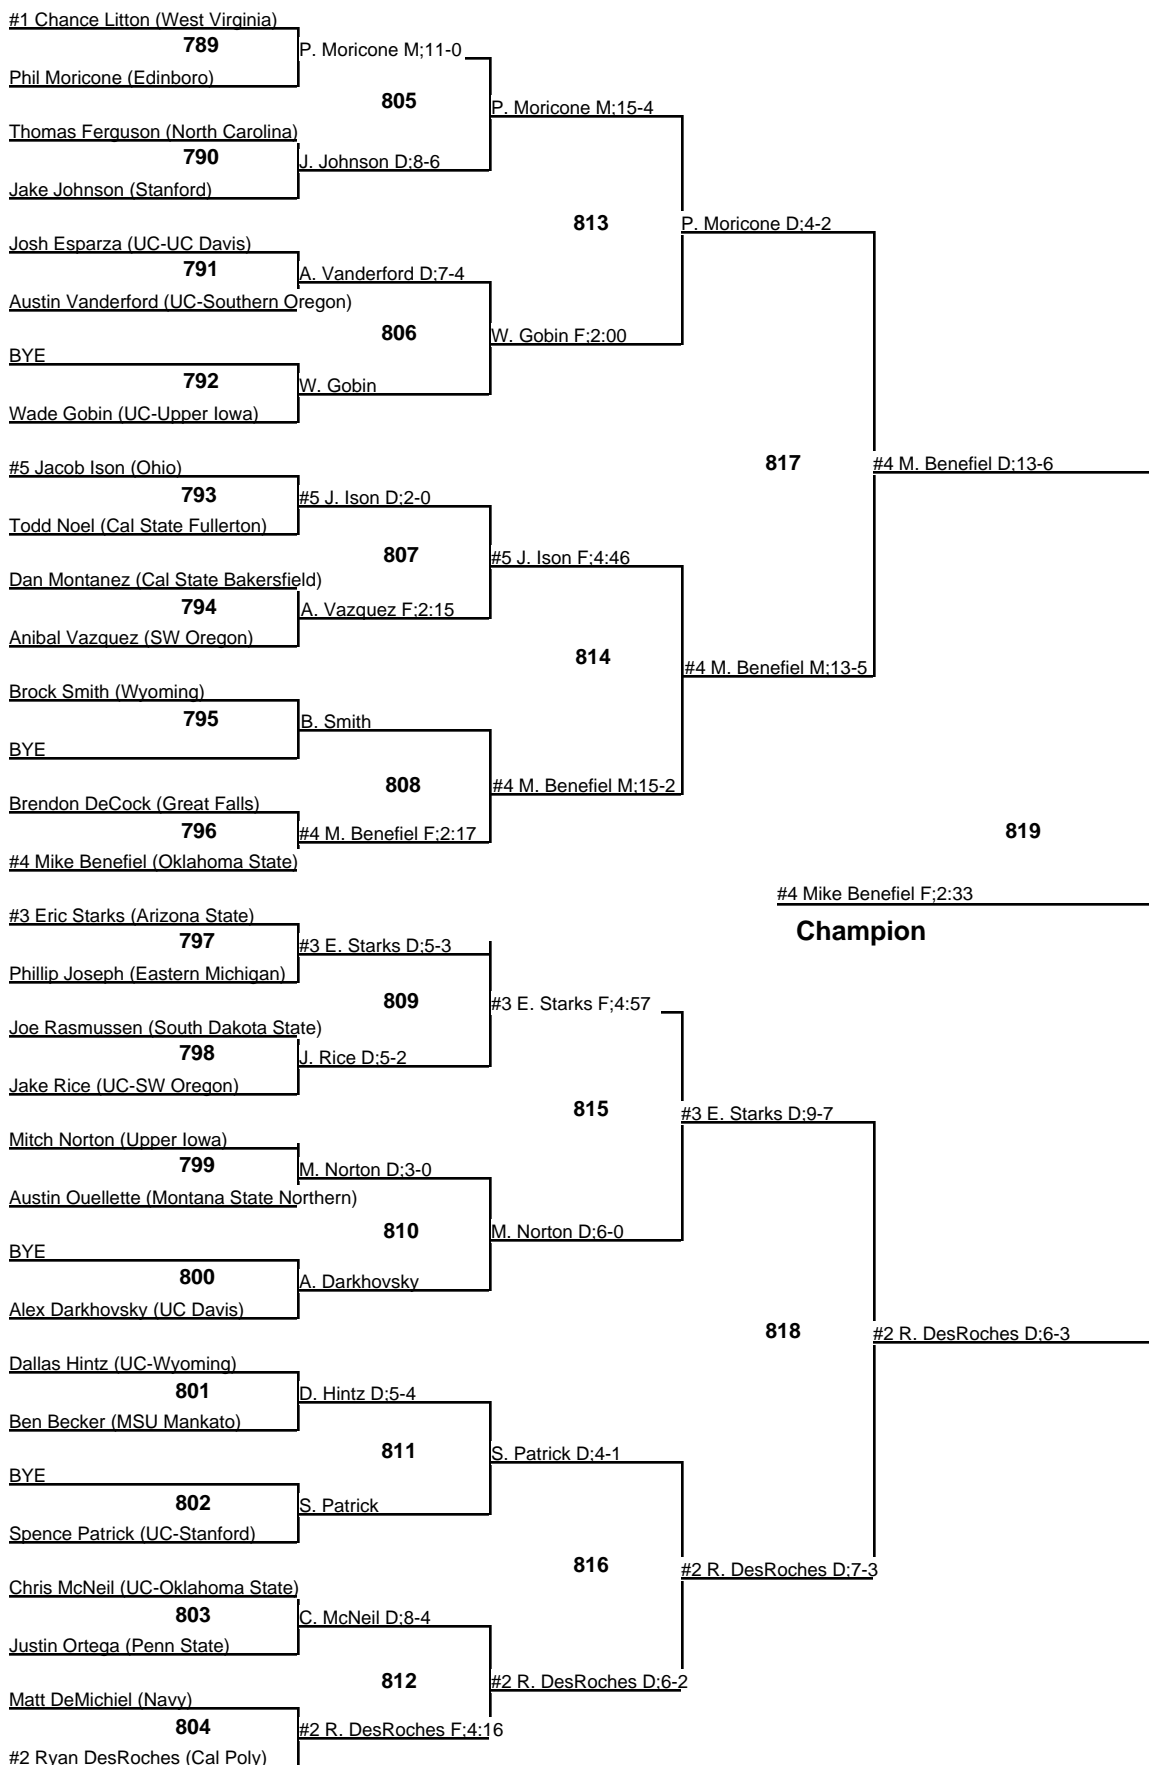 #1 Chance Litton (West Virginia)
789
P. Moricone M;11-0
Phil Moricone (Edinboro)
805
P. Moricone M;15-4
Thomas Ferguson (North Carolina)
790
J. Johnson D;8-6
Jake Johnson (Stanford)
813
P. Moricone D;4-2
Josh Esparza (UC-UC Davis)
791
A. Vanderford D;7-4
Austin Vanderford (UC-Southern Oregon)
806
W. Gobin F;2:00
BYE
792
W. Gobin
Wade Gobin (UC-Upper Iowa)
817
#4 M. Benefiel D;13-6
#5 Jacob Ison (Ohio)
793
#5 J. Ison D;2-0
Todd Noel (Cal State Fullerton)
807
#5 J. Ison F;4:46
Dan Montanez (Cal State Bakersfield)
794
A. Vazquez F;2:15
Anibal Vazquez (SW Oregon)
814
#4 M. Benefiel M;13-5
Brock Smith (Wyoming)
795
B. Smith
BYE
808
#4 M. Benefiel M;15-2
Brendon DeCock (Great Falls)
796
#4 M. Benefiel F;2:17
#4 Mike Benefiel (Oklahoma State)
819
#4 Mike Benefiel F;2:33
Champion
#3 Eric Starks (Arizona State)
797
#3 E. Starks D;5-3
Phillip Joseph (Eastern Michigan)
809
#3 E. Starks F;4:57
Joe Rasmussen (South Dakota State)
798
J. Rice D;5-2
Jake Rice (UC-SW Oregon)
815
#3 E. Starks D;9-7
Mitch Norton (Upper Iowa)
799
M. Norton D;3-0
Austin Ouellette (Montana State Northern)
810
M. Norton D;6-0
BYE
800
A. Darkhovsky
Alex Darkhovsky (UC Davis)
818
#2 R. DesRoches D;6-3
Dallas Hintz (UC-Wyoming)
801
D. Hintz D;5-4
Ben Becker (MSU Mankato)
811
S. Patrick D;4-1
BYE
802
S. Patrick
Spence Patrick (UC-Stanford)
816
#2 R. DesRoches D;7-3
Chris McNeil (UC-Oklahoma State)
803
C. McNeil D;8-4
Justin Ortega (Penn State)
812
#2 R. DesRoches D;6-2
Matt DeMichiel (Navy)
804
#2 R. DesRoches F;4:16
#2 Ryan DesRoches (Cal Poly)